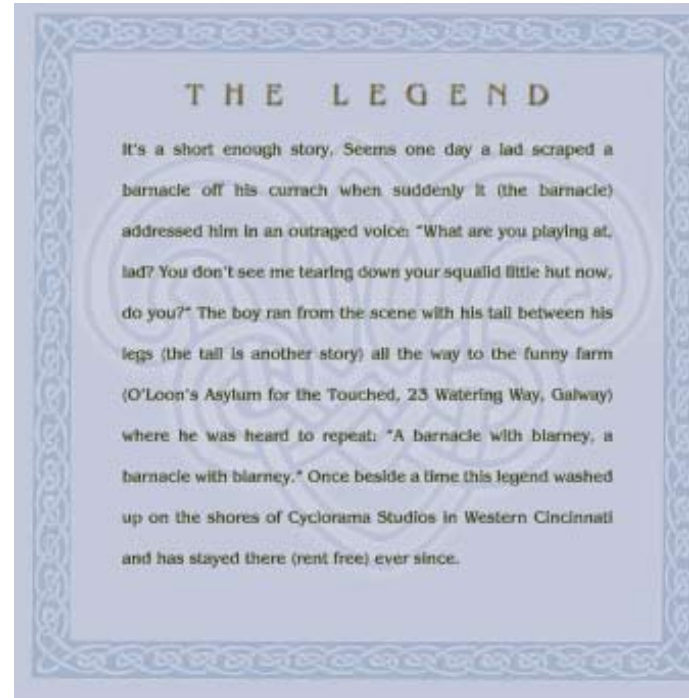 THE LEGEND
It's a short enough story. Seems one day a lad scraped a
barnacle off his currach when suddenly it (the barnacle)
addressed him in an outraged voice: "What are you playing at,
lad? You don't see me tearing down your squalid little hut now,
do you?" The boy ran from the scene with his tail between his
legs (the tail is another story) all the way to the funny farm
(O'Loon's Asylum for the Touched, 23 Watering Way, Galway)
where he was heard to repeat: "A barnacle with blarney, a
barnacle with blarney." Once beside a time this legend washed
up on the shores of Cyclorama Studios in Western Cincinnati
and has stayed there (rent free) ever since.